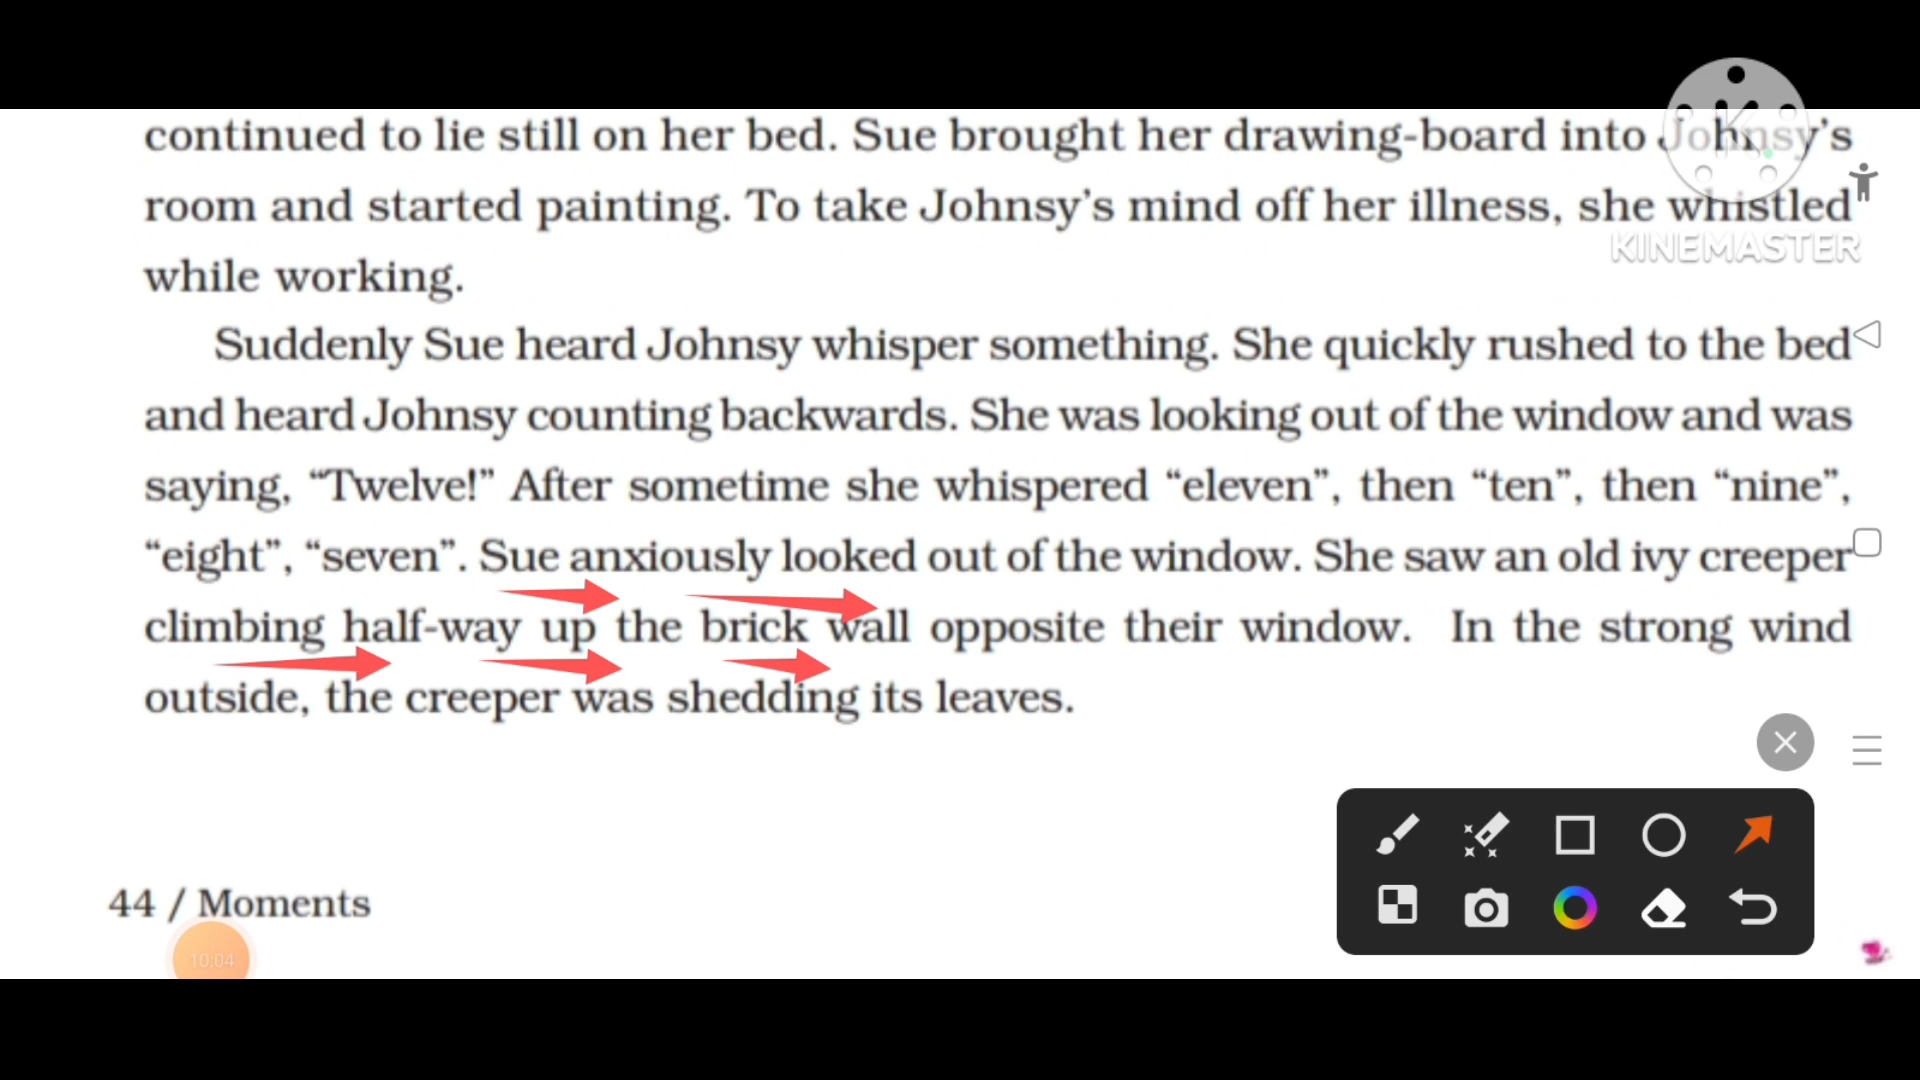 continued to lie still on her bed. Sue brought her drawing-board into Johnsy's
room and started painting. To take Johnsy's mind off her illness, she whistled
KINEMASTER
while working.
Suddenly Sue heard Johnsy whisper something. She quickly rushed to the bed
and heard Johnsy counting backwards. She was looking out of the window and was
saying, “Twelve!” After sometime she whispered “eleven”, then “ten”, then “nine”,
“eight”, “seven”. Sue anxiously looked out of the window. She saw an old ivy creeper
climbing half-way up the brick wall opposite their window. In the strong wind
outside, the creeper was shedding its leaves.
44 / Moments
10:04